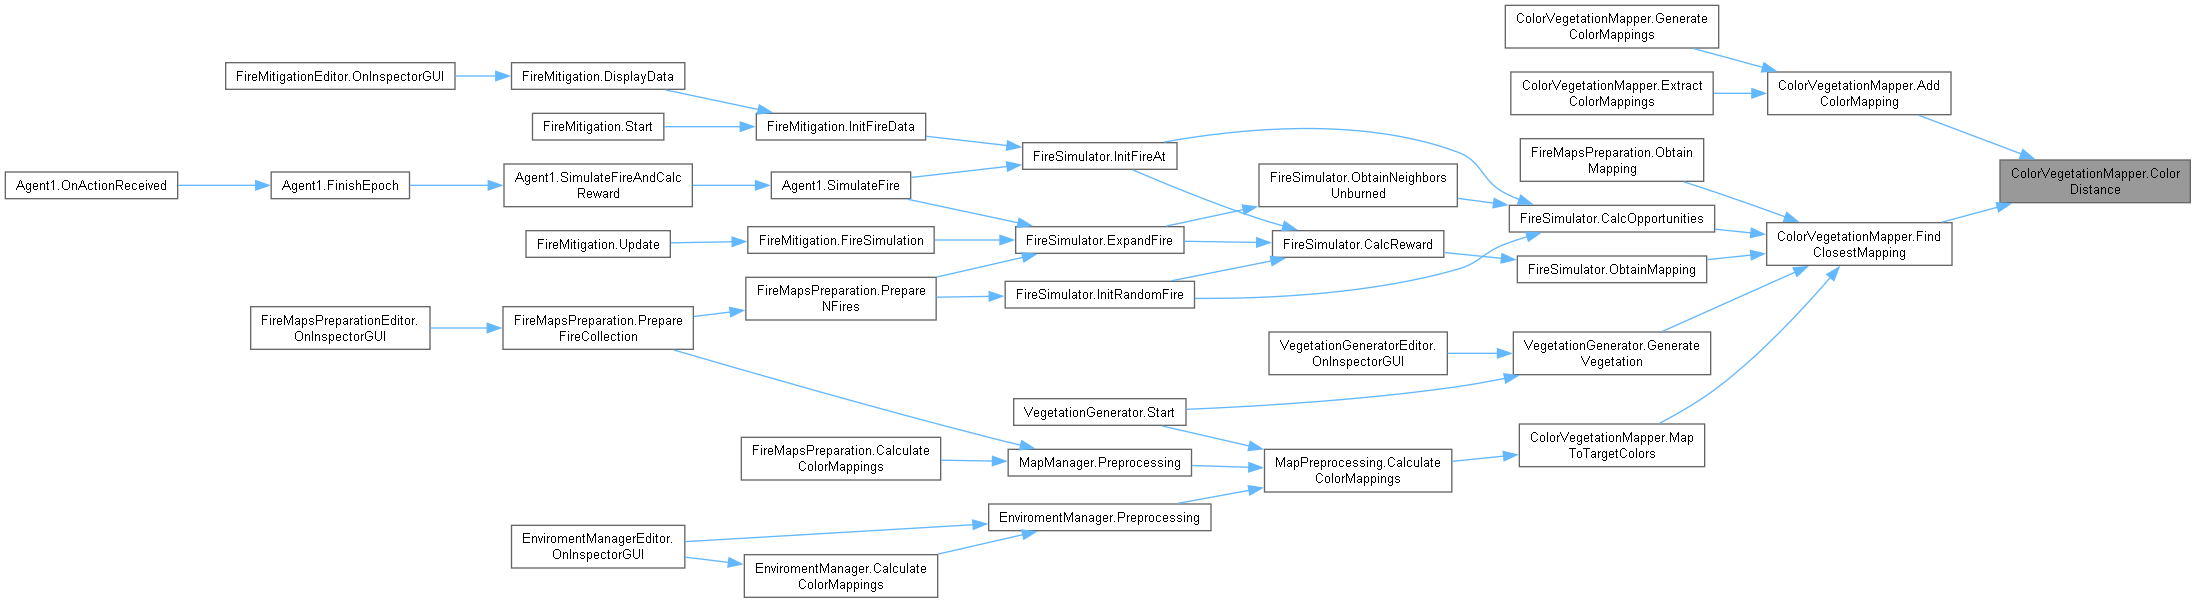 ColorVegetationMapper.Generate
ColorMappings
FireMitigationEditor.OnInspectorGUI
FireMitigation.DisplayData
ColorVegetationMapper.Extract
ColorMappings
ColorVegetationMapper.Add
ColorMapping
FireMitigation.Start
FireMitigation.InitFireData
FireSimulator.InitFireAt
FireMapsPreparation.Obtain
Mapping
Agent1.OnActionReceived
Agent1.FinishEpoch
Agent1.SimulateFireAndCalc
Reward
Agent1.SimulateFire
FireSimulator.ObtainNeighbors
Unburned
ColorVegetationMapper.Color
Distance
FireSimulator.CalcOpportunities
FireMitigation.Update
FireMitigation.FireSimulation
FireSimulator.ExpandFire
FireSimulator.CalcReward
ColorVegetationMapper.Find
ClosestMapping
FireSimulator.ObtainMapping
FireMapsPreparation.Prepare
NFires
FireSimulator.InitRandomFire
FireMapsPreparationEditor.
OnInspectorGUI
FireMapsPreparation.Prepare
FireCollection
VegetationGeneratorEditor.
OnInspectorGUI
VegetationGenerator.Generate
Vegetation
VegetationGenerator.Start
FireMapsPreparation.Calculate
ColorMappings
MapManager.Preprocessing
MapPreprocessing.Calculate
ColorMappings
ColorVegetationMapper.Map
ToTargetColors
EnviromentManager.Preprocessing
EnviromentManagerEditor.
OnInspectorGUI
EnviromentManager.Calculate
ColorMappings